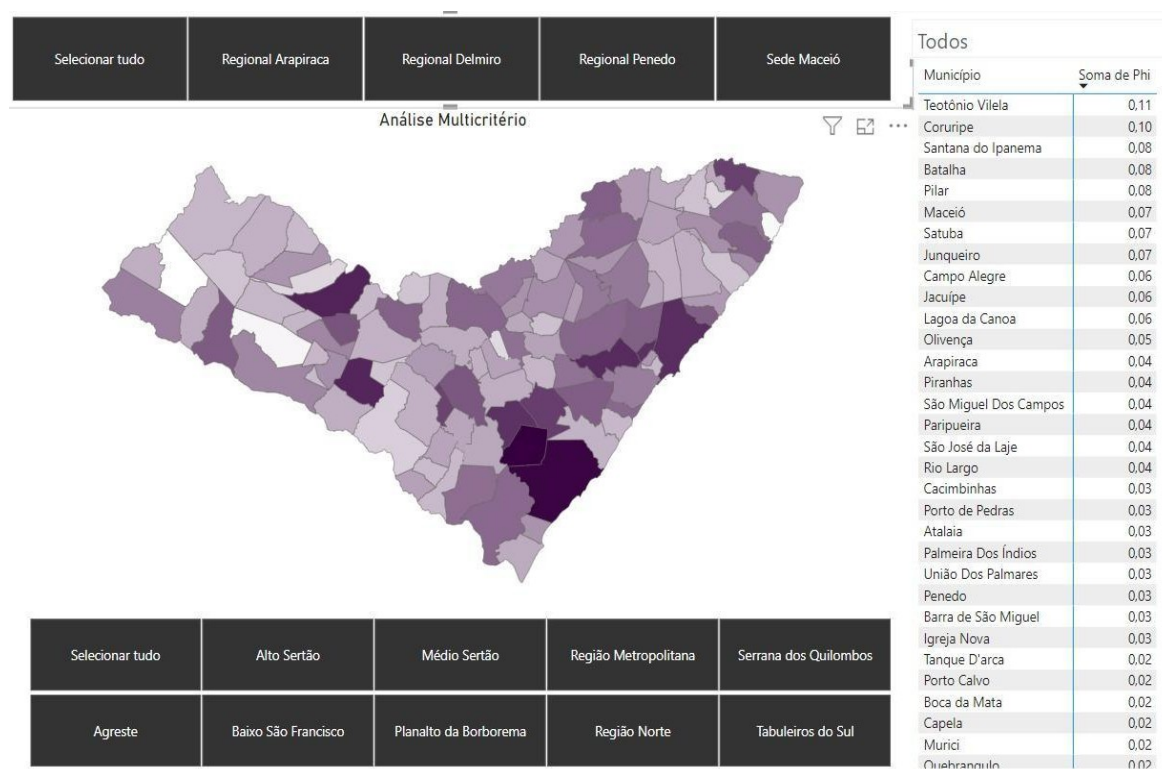 Selecionar tudo
Regional Arapiraca
Regional Delmiro
Regional Penedo
Sede Maceió
Análise Multicritério
Todos
Município Soma de Phi
Teotônio Vilela 0,11
Coruripe 0,10
Santana do Ipanema 0,08
Batalha 0,08
Pilar 0,08
Maceió 0,07
Satuba 0,07
Junqueiro 0,07
Campo Alegre 0,06
Jacuípe 0,06
Lagoa da Canoa 0,06
Olivença 0,05
Arapiraca 0,04
Piranhas 0,04
São Miguel Dos Campos 0,04
Paripueira 0,04
São José da Laje 0,04
Rio Largo 0,04
Cacimbinhas 0,03
Porto de Pedras 0,03
Atalaia 0,03
Palmeira Dos Índios 0,03
União Dos Palmares 0,03
Penedo 0,03
Barra de São Miguel 0,03
Igreja Nova 0,03
Tanque D'arca 0,02
Porto Calvo 0,02
Boca da Mata 0,02
Capela 0,02
Murici 0,02
Quebrangulo 0,02
Selecionar tudo
Alto Sertão
Médio Sertão
Região Metropolitana
Serrana dos Quilombos
Agreste
Baixo São Francisco
Planalto da Borborema
Região Norte
Tabuleiros do Sul